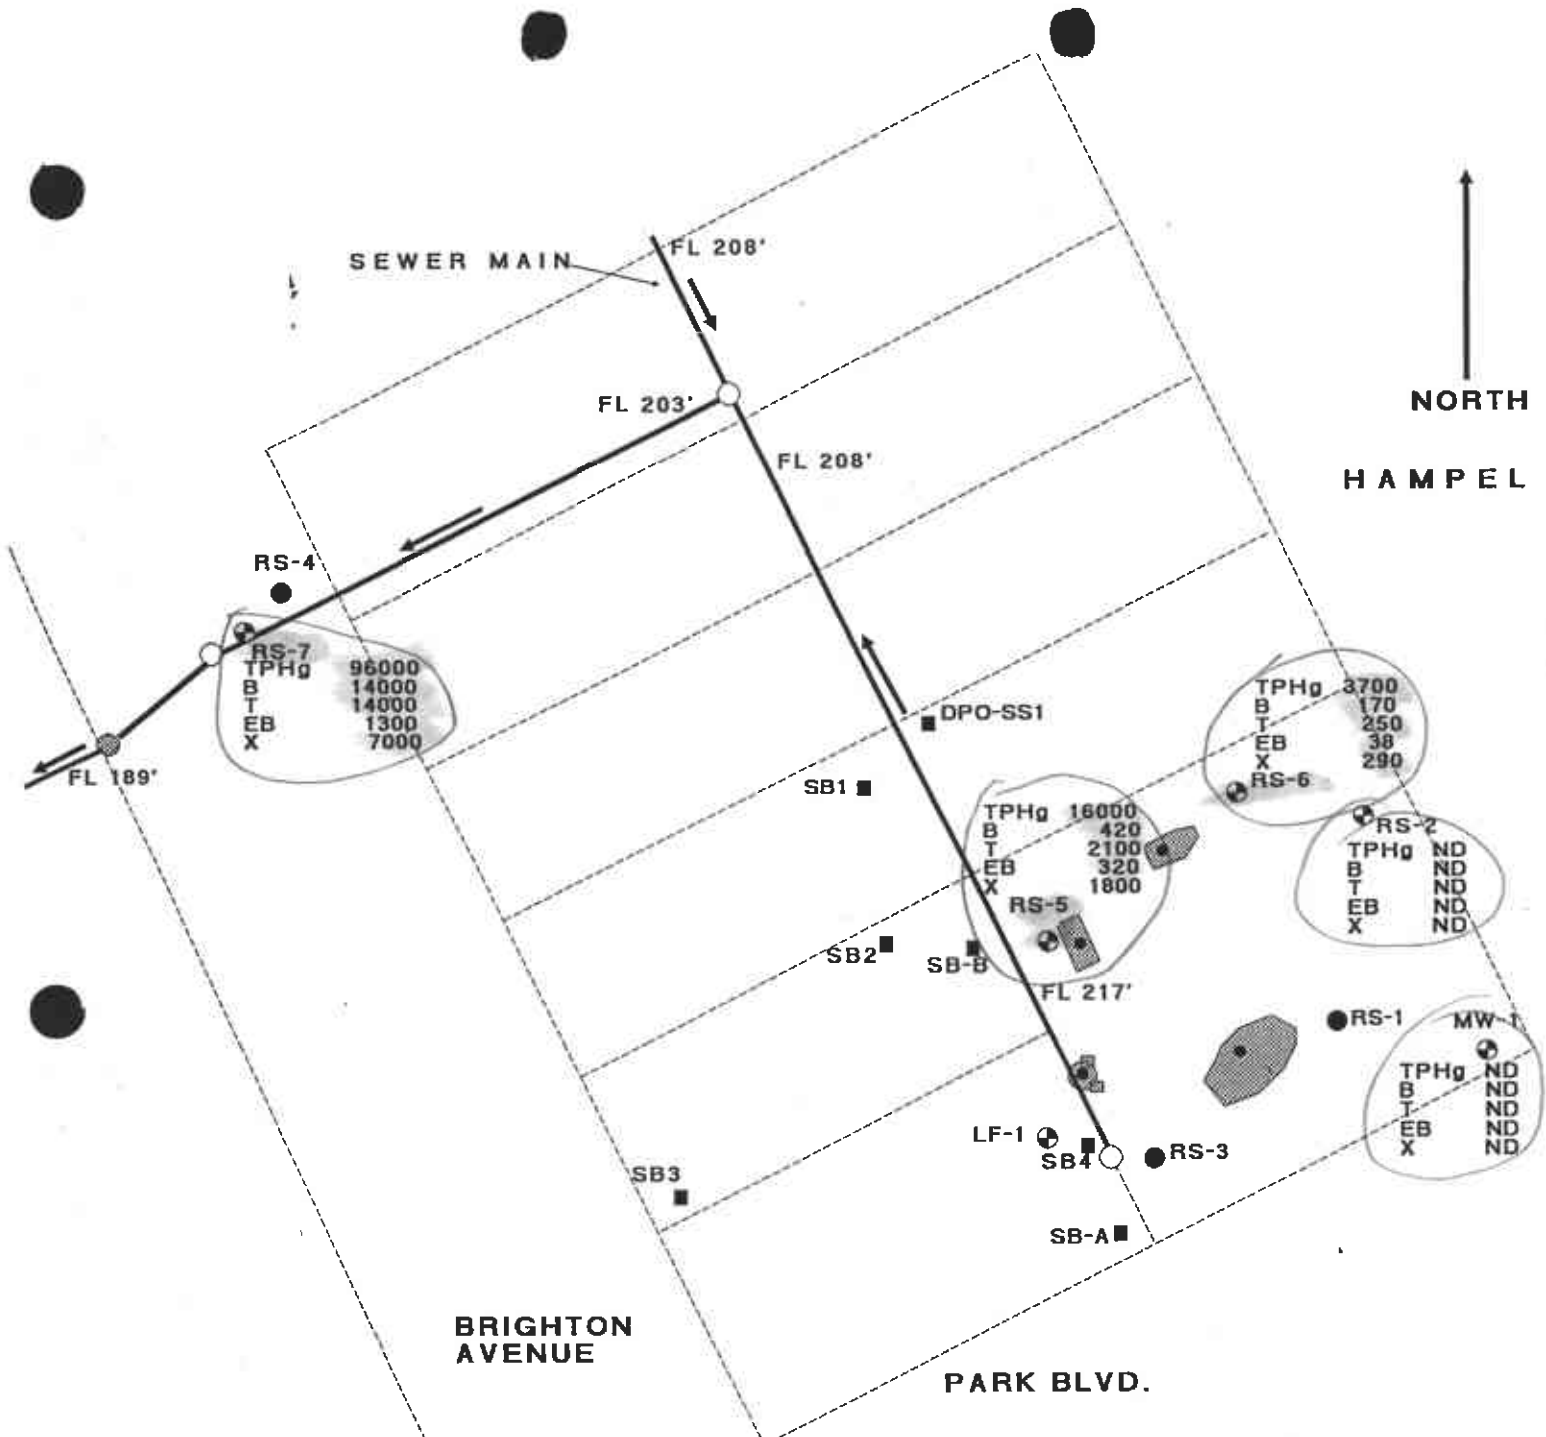 FL 208'
SEWER MAIN
FL 203'
NORTH
FL 208'
HAMPEL
RS-4
RS-7
TPHg 96000
B 14000
T 14000
EB 1300
X 7000
FL 189'
DPO-SS1
SB1
TPHg 3700
B 170
T 250
EB 38
X 290
RS-6
TPHg 16000
B 420
T 2100
EB 320
X 1800
RS-5
RS-2
TPHg ND
B ND
T ND
EB ND
X ND
SB2
SB-B
FL 217'
RS-1
MW-1
TPHg ND
B ND
T ND
EB ND
X ND
LF-1
SB4
RS-3
SB3
SB-A
BRIGHTON
AVENUE
PARK BLVD.